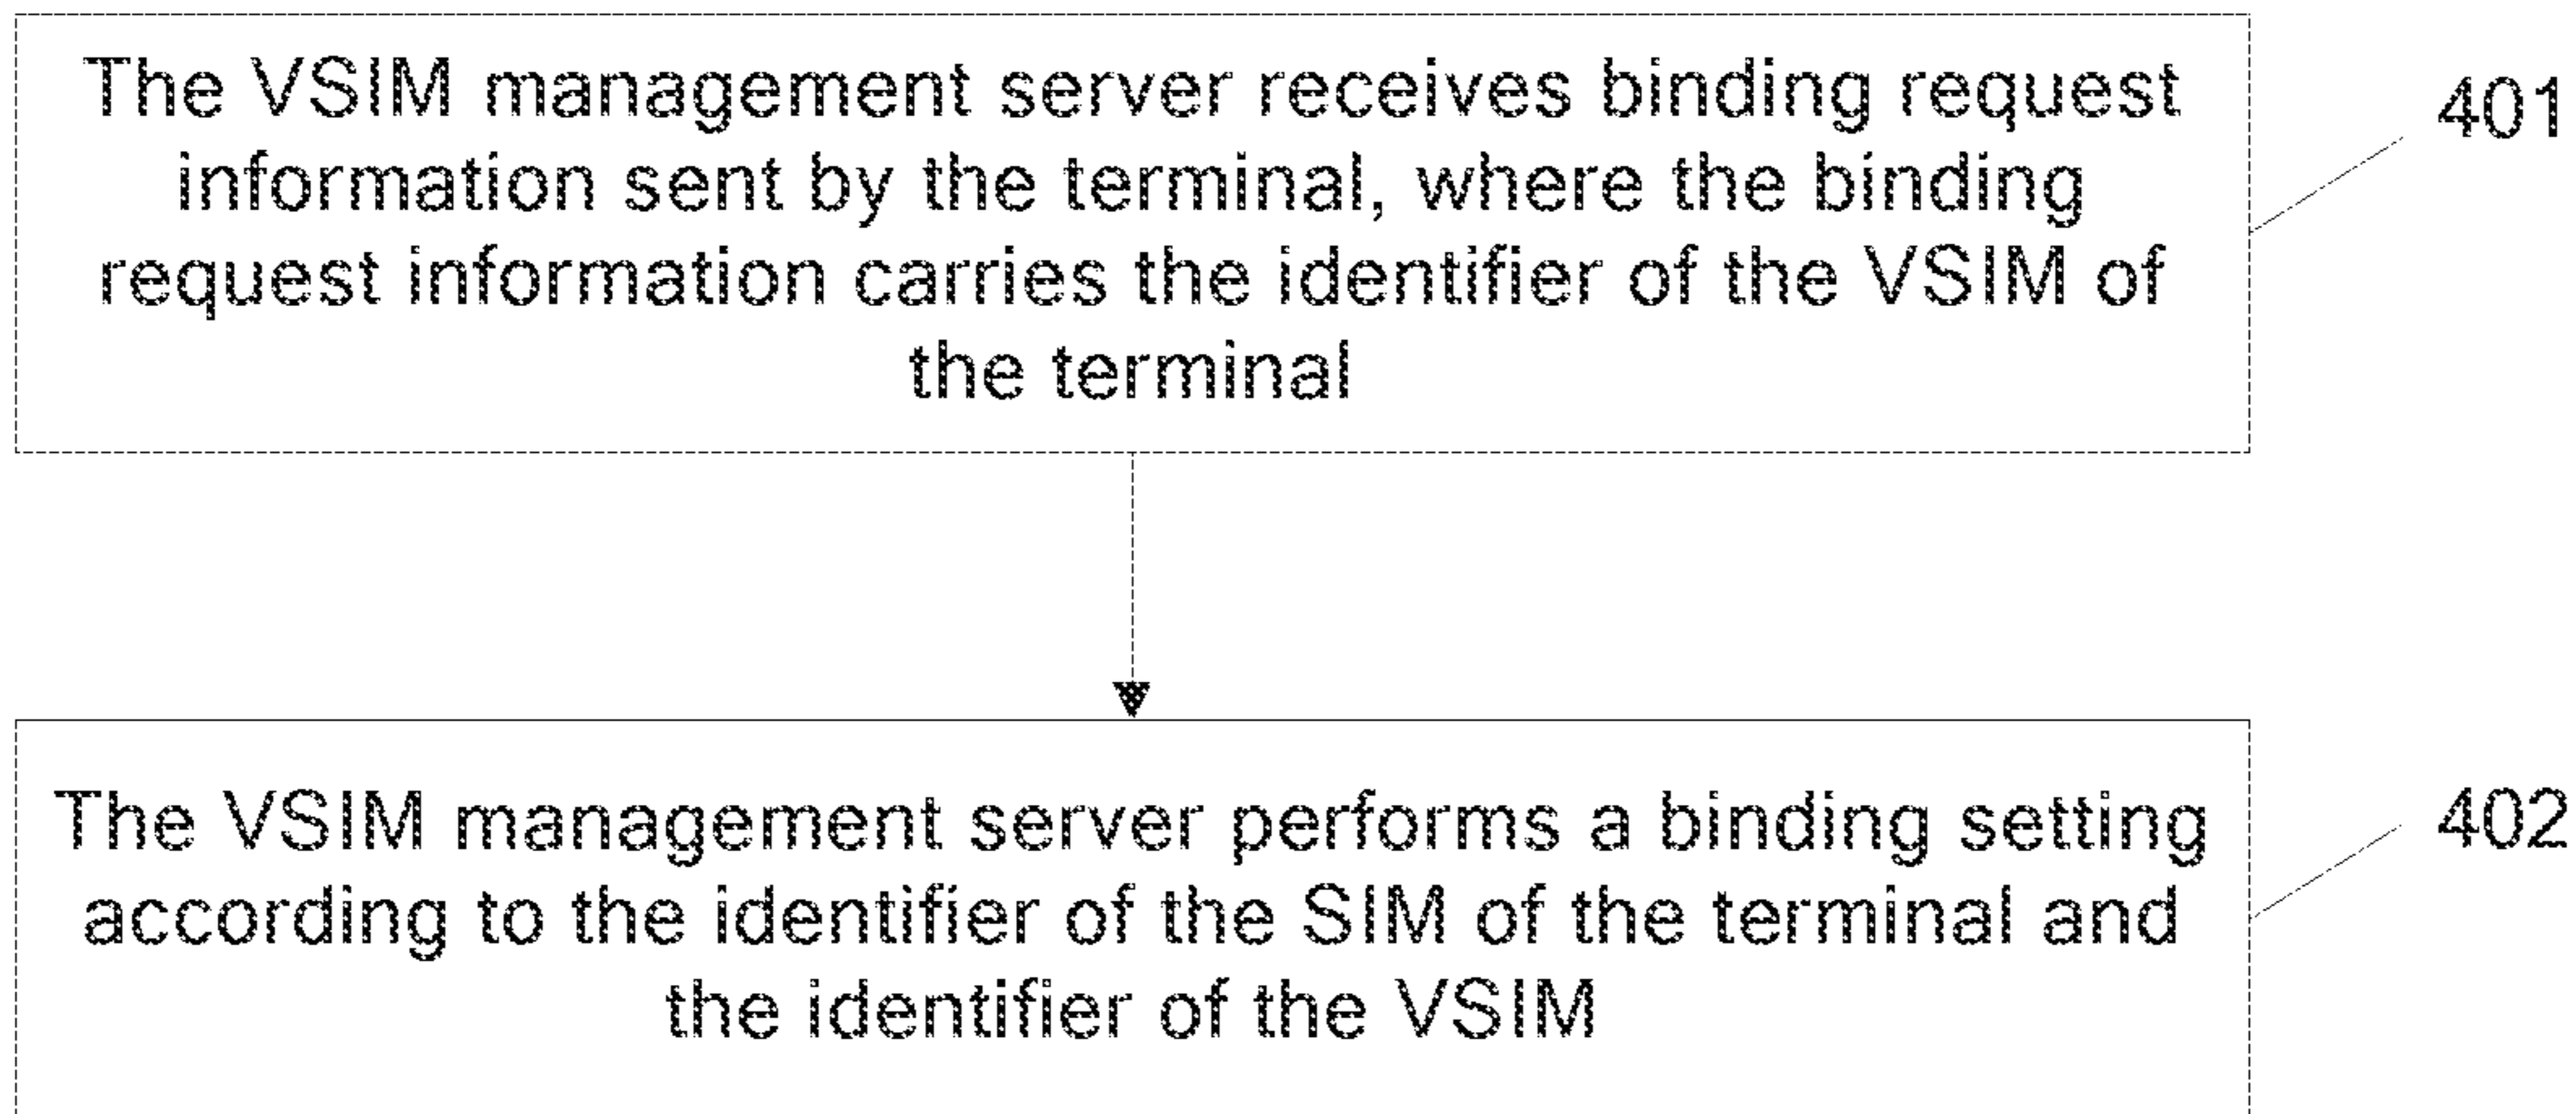 The VSIM management server receives binding request
information sent by the terminal, where the binding
request information carries the identifier of the VSIM of
the terminal
401
The VSIM management server performs a binding setting
according to the identifier of the SIM of the terminal and
the identifier of the VSIM
402